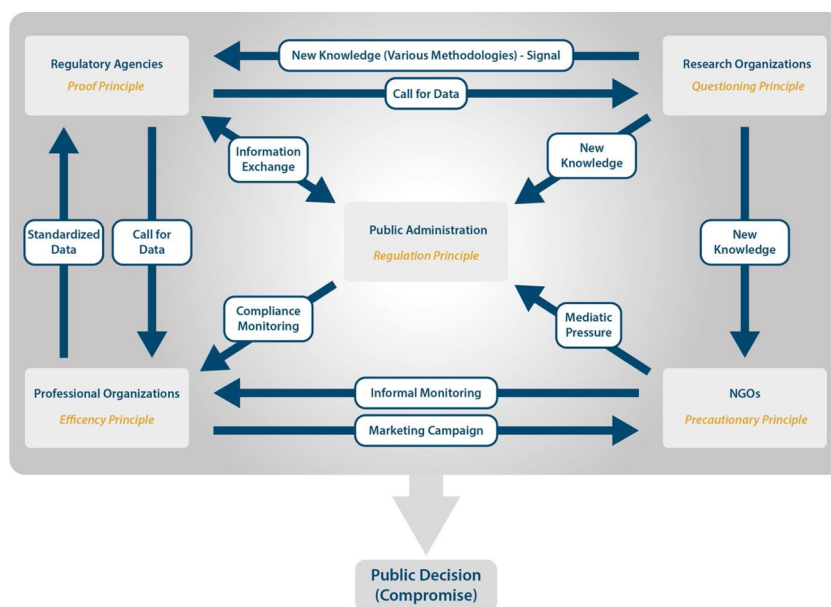 Regulatory Agencies
Proof Principle
New Knowledge (Various Methodologies) - Signal
Call for Data
Research Organizations
Questioning Principle
Information
Exchange
New
Knowledge
Public Administration
Regulation Principle
Standardized
Data
Call for
Data
New
Knowledge
Compliance
Monitoring
Mediatic
Pressure
Professional Organizations
Efficency Principle
Informal Monitoring
Marketing Campaign
NGOs
Precautionary Principle
Public Decision
(Compromise)